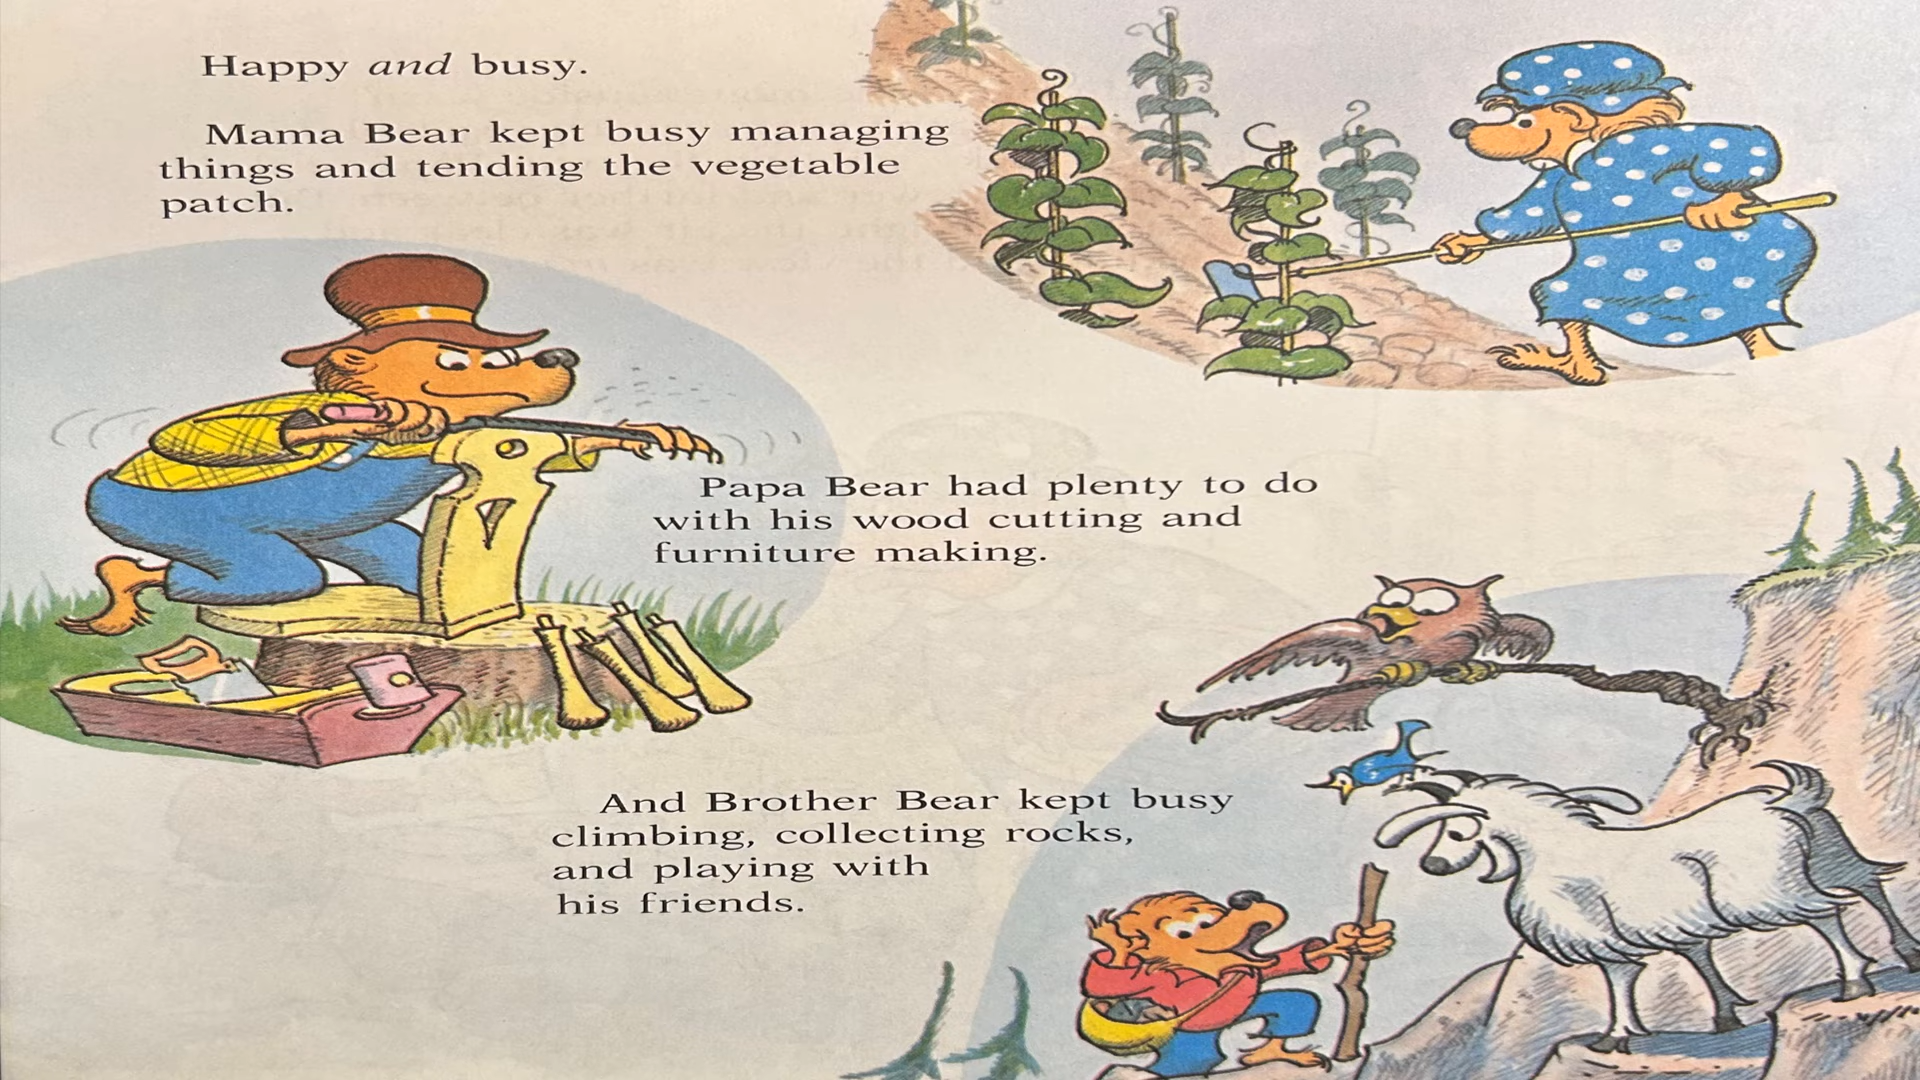 Happy and busy.
Mama Bear kept busy managing
things and tending the vegetable
patch.
Papa Bear had plenty to do
with his wood cutting and
furniture making.
And Brother Bear kept busy
climbing, collecting rocks,
and playing with
his friends.